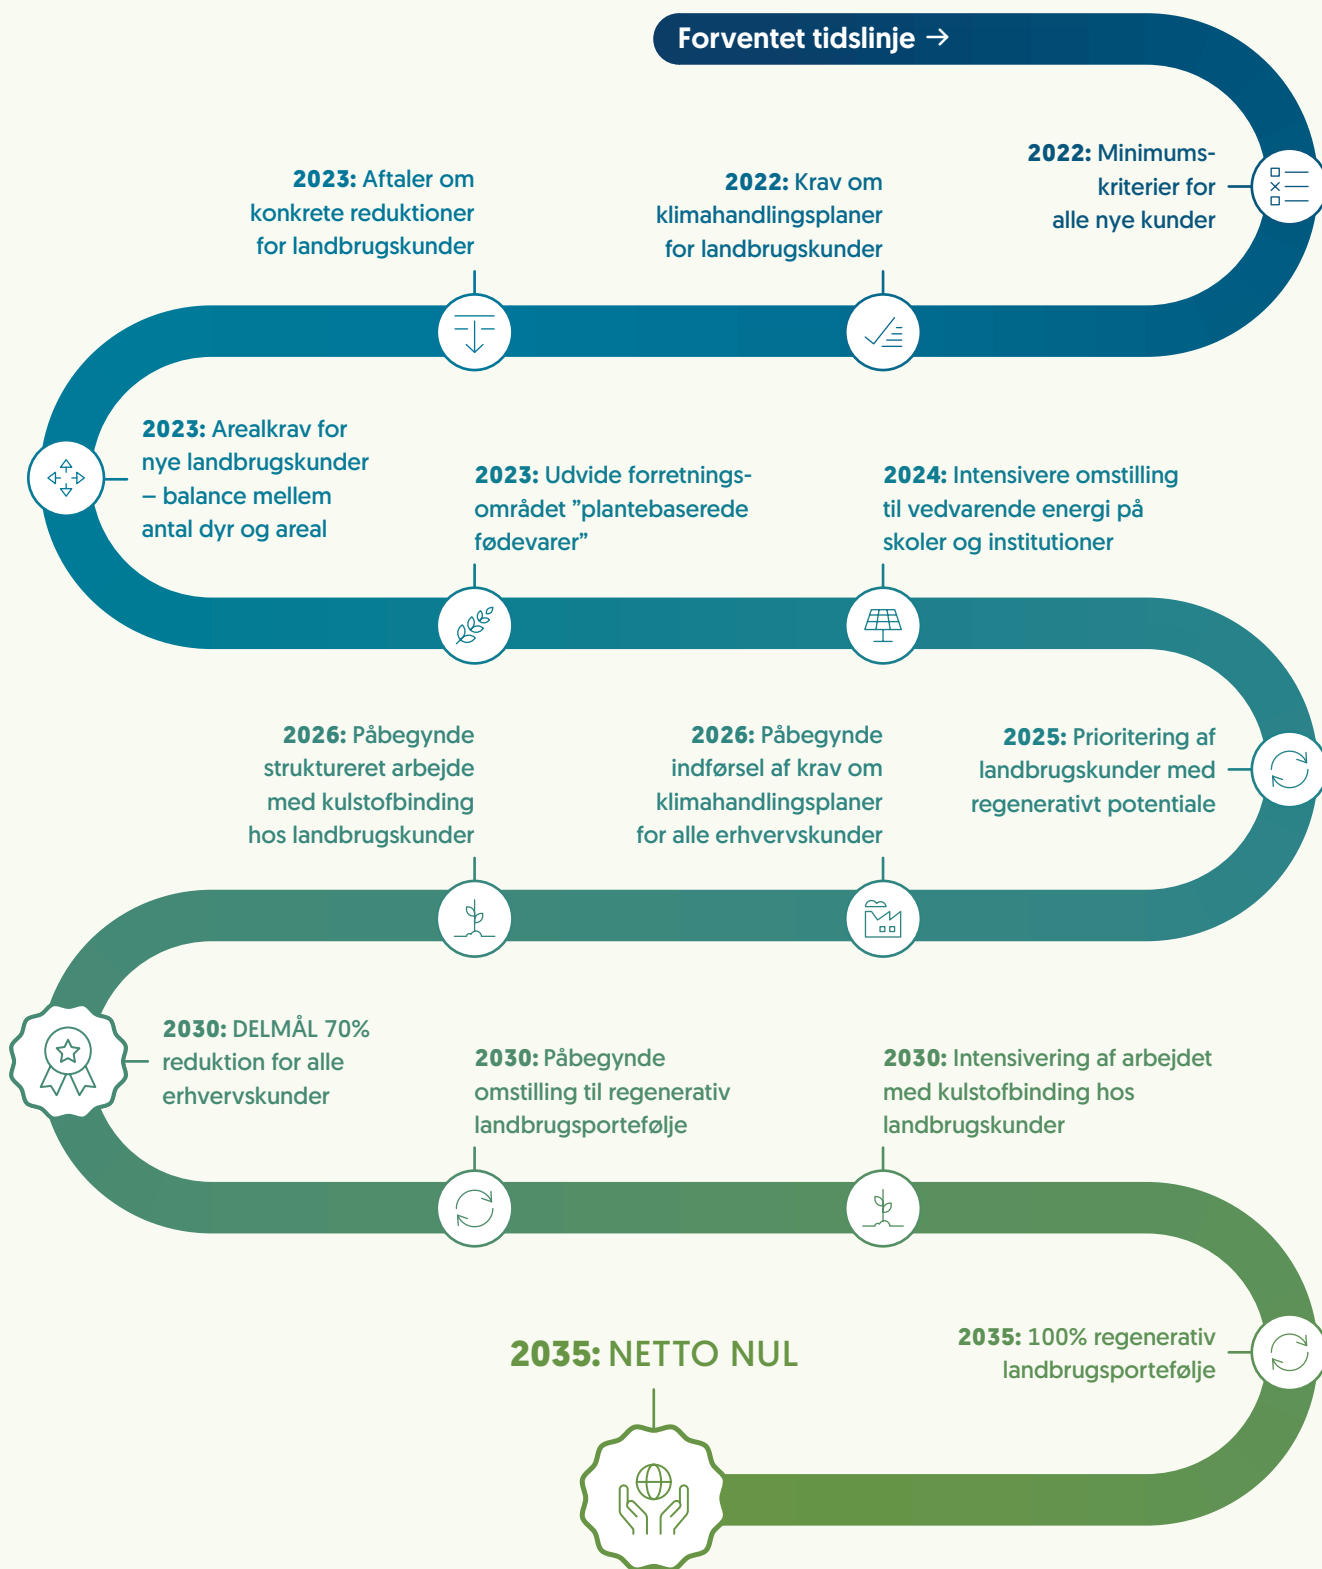 Forventet tidslinje →
2022: Minimums-
kriterier for
alle nye kunder
2022: Krav om
klimahandlingsplaner
for landbrugskunder
2023: Aftaler om
konkrete reduktioner
for landbrugskunder
2023: Arealkrav for
nye landbrugskunder
– balance mellem
antal dyr og areal
2023: Udvide forretnings-
området ”plantebaserede
fødevarer”
2024: Intensivere omstilling
til vedvarende energi på
skoler og institutioner
2025: Prioritering af
landbrugskunder med
regenerativt potentiale
2026: Påbegynde
indførsel af krav om
klimahandlingsplaner
for alle erhvervskunder
2026: Påbegynde
struktureret arbejde
med kulstofbinding
hos landbrugskunder
2030: DELMÅL 70%
reduktion for alle
erhvervskunder
2030: Påbegynde
omstilling til regenerativ
landbrugsportefølje
2030: Intensivering af arbejdet
med kulstofbinding hos
landbrugskunder
2035: 100% regenerativ
landbrugsportefølje
2035: NETTO NUL